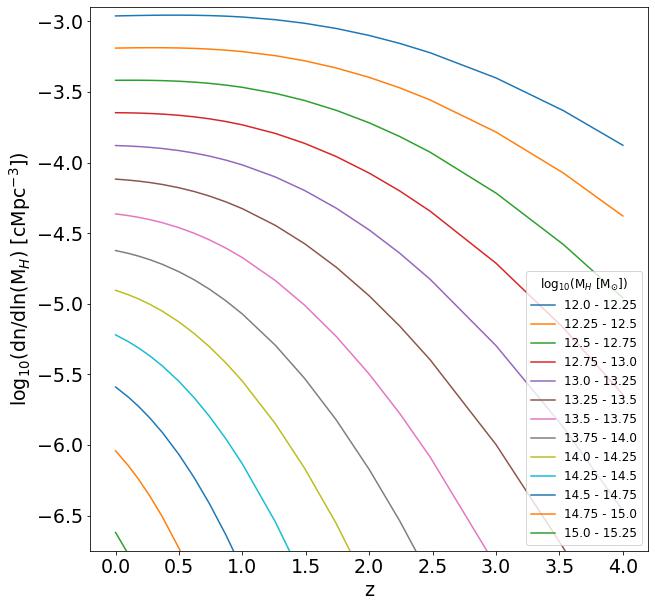 −3.0
−3.5
−4.0
−4.5
−5.0
−5.5
−6.0
−6.5
log₁₀(dn/dln(M_H) [cMpc⁻³])
0.0 0.5 1.0 1.5 2.0 2.5 3.0 3.5 4.0
z
log₁₀(M_H [M_⊙])
12.0 - 12.25
12.25 - 12.5
12.5 - 12.75
12.75 - 13.0
13.0 - 13.25
13.25 - 13.5
13.5 - 13.75
13.75 - 14.0
14.0 - 14.25
14.25 - 14.5
14.5 - 14.75
14.75 - 15.0
15.0 - 15.25